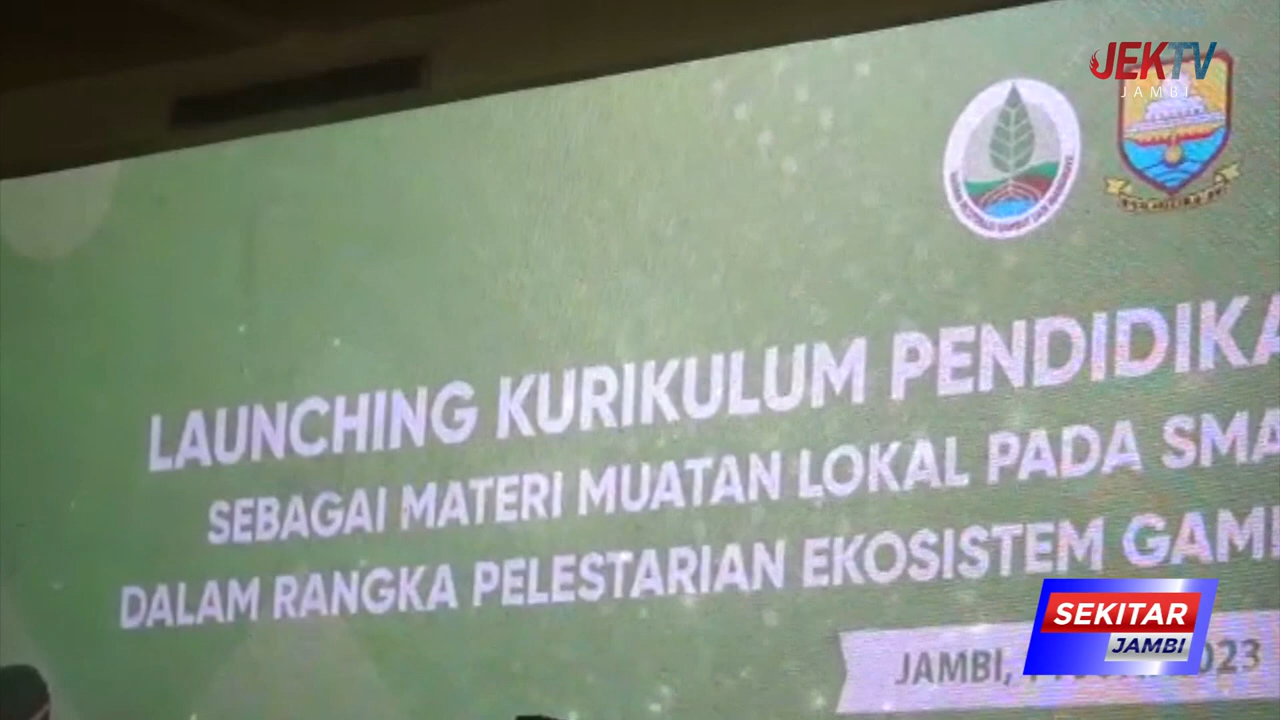 JEKTV
JAMBI
LAUNCHING KURIKULUM PENDIDIKA
SEBAGAI MATERI MUATAN LOKAL PADA SMA
DALAM RANGKA PELESTARIAN EKOSISTEM GAM
JAMBI, 2023
SEKITAR
JAMBI